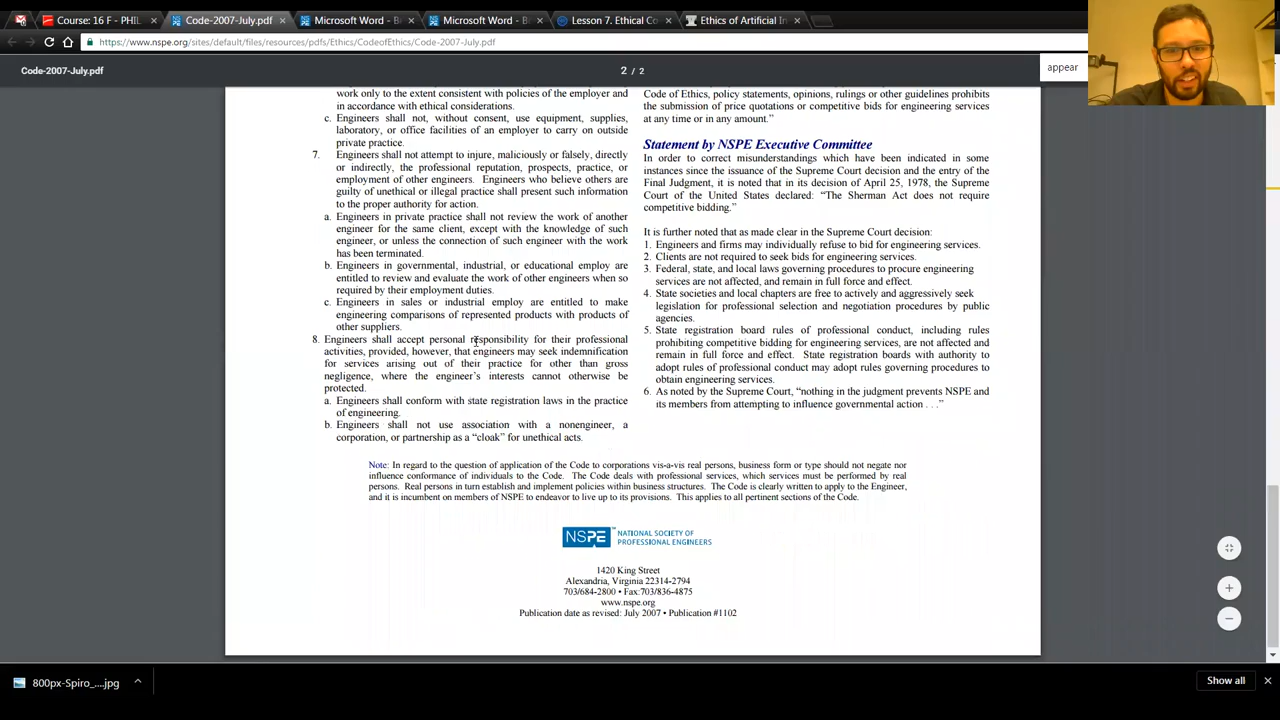 Course: 16 F - PHIL
Code-2007-July.pdf
Microsoft Word - B
Microsoft Word - B
Lesson 7. Ethical Co
Ethics of Artificial In
https://www.nspe.org/sites/default/files/resources/pdfs/Ethics/CodeofEthics/Code-2007-July.pdf
Code-2007-July.pdf
2 / 2
appear
work only to the extent consistent with policies of the employer and
in accordance with ethical considerations.
c. Engineers shall not, without consent, use equipment, supplies,
laboratory, or office facilities of an employer to carry on outside
private practice.
7. Engineers shall not attempt to injure, maliciously or falsely, directly
or indirectly, the professional reputation, prospects, practice, or
employment of other engineers. Engineers who believe others are
guilty of unethical or illegal practice shall present such information
to the proper authority for action.
a. Engineers in private practice shall not review the work of another
engineer for the same client, except with the knowledge of such
engineer, or unless the connection of such engineer with the work
has been terminated.
b. Engineers in governmental, industrial, or educational employ are
entitled to review and evaluate the work of other engineers when so
required by their employment duties.
c. Engineers in sales or industrial employ are entitled to make
engineering comparisons of represented products with products of
other suppliers.
8. Engineers shall accept personal responsibility for their professional
activities, provided, however, that engineers may seek indemnification
for services arising out of their practice for other than gross
negligence, where the engineer's interests cannot otherwise be
protected.
a. Engineers shall conform with state registration laws in the practice
of engineering.
b. Engineers shall not use association with a nonengineer, a
corporation, or partnership as a “cloak” for unethical acts.
Code of Ethics, policy statements, opinions, rulings or other guidelines prohibits
the submission of price quotations or competitive bids for engineering services
at any time or in any amount.”
Statement by NSPE Executive Committee
In order to correct misunderstandings which have been indicated in some
instances since the issuance of the Supreme Court decision and the entry of the
Final Judgment, it is noted that in its decision of April 25, 1978, the Supreme
Court of the United States declared: “The Sherman Act does not require
competitive bidding.”
It is further noted that as made clear in the Supreme Court decision:
1. Engineers and firms may individually refuse to bid for engineering services.
2. Clients are not required to seek bids for engineering services.
3. Federal, state, and local laws governing procedures to procure engineering
services are not affected, and remain in full force and effect.
4. State societies and local chapters are free to actively and aggressively seek
legislation for professional selection and negotiation procedures by public
agencies.
5. State registration board rules of professional conduct, including rules
prohibiting competitive bidding for engineering services, are not affected and
remain in full force and effect. State registration boards with authority to
adopt rules of professional conduct may adopt rules governing procedures to
obtain engineering services.
6. As noted by the Supreme Court, “nothing in the judgment prevents NSPE and
its members from attempting to influence governmental action . . .”
Note: In regard to the question of application of the Code to corporations vis-a-vis real persons, business form or type should not negate nor
influence conformance of individuals to the Code. The Code deals with professional services, which services must be performed by real
persons. Real persons in turn establish and implement policies within business structures. The Code is clearly written to apply to the Engineer,
and it is incumbent on members of NSPE to endeavor to live up to its provisions. This applies to all pertinent sections of the Code.
NSPE™ NATIONAL SOCIETY OF
PROFESSIONAL ENGINEERS
1420 King Street
Alexandria, Virginia 22314-2794
703/684-2800 • Fax:703/836-4875
www.nspe.org
Publication date as revised: July 2007 • Publication #1102
800px-Spiro_....jpg
Show all